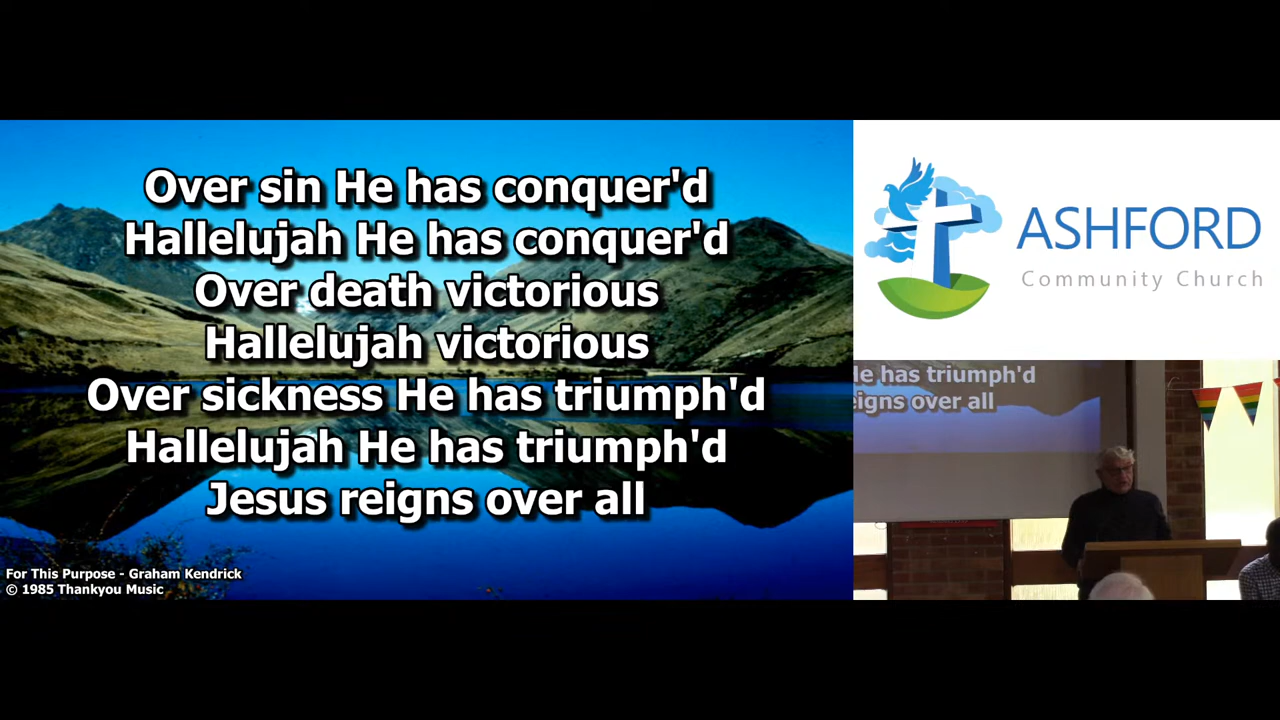 Over sin He has conquer'd
Hallelujah He has conquer'd
Over death victorious
Hallelujah victorious
Over sickness He has triumph'd
Hallelujah He has triumph'd
Jesus reigns over all
For This Purpose - Graham Kendrick
© 1985 Thankyou Music
ASHFORD
Community Church
He has triumph'd
eigns over all